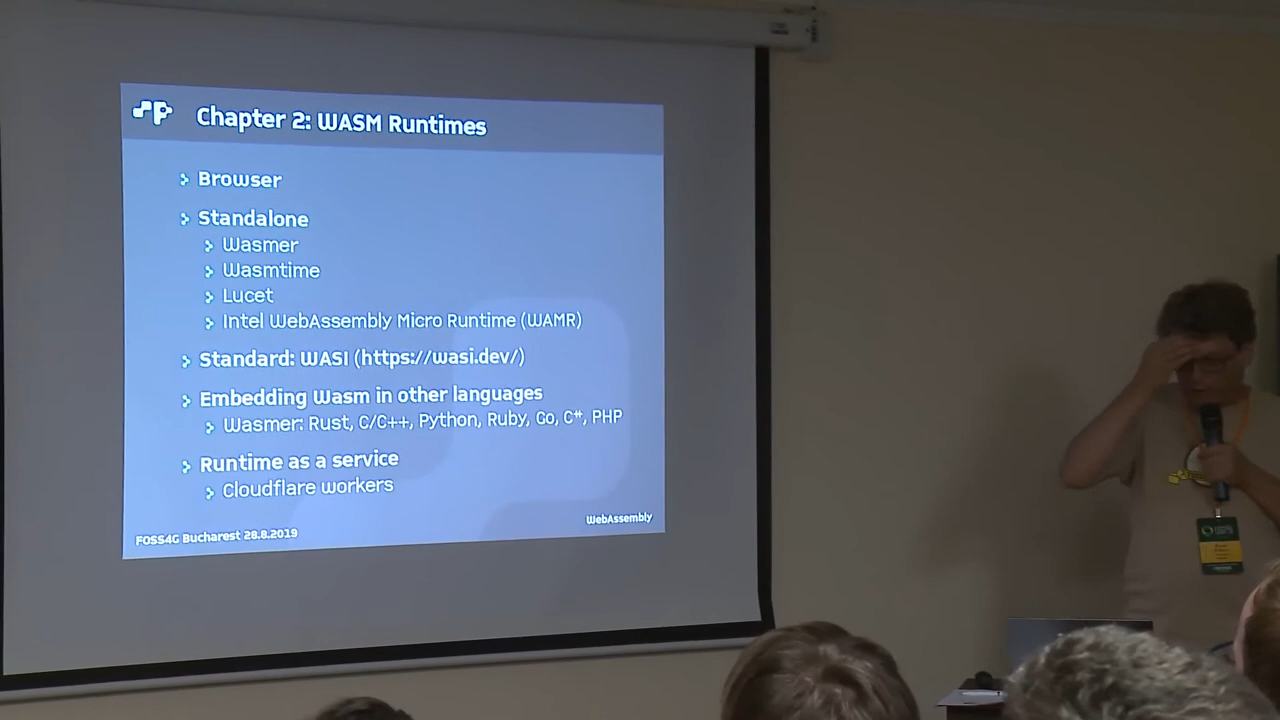 Chapter 2: WASM Runtimes
Browser
Standalone
Wasmer
Wasmtime
Lucet
Intel WebAssembly Micro Runtime (WAMR)
Standard: WASI (https://wasi.dev/)
Embedding Wasm in other languages
Wasmer: Rust, C/C++, Python, Ruby, Go, C#, PHP
Runtime as a service
Cloudflare workers
FOSS4G Bucharest 28.8.2019
WebAssembly